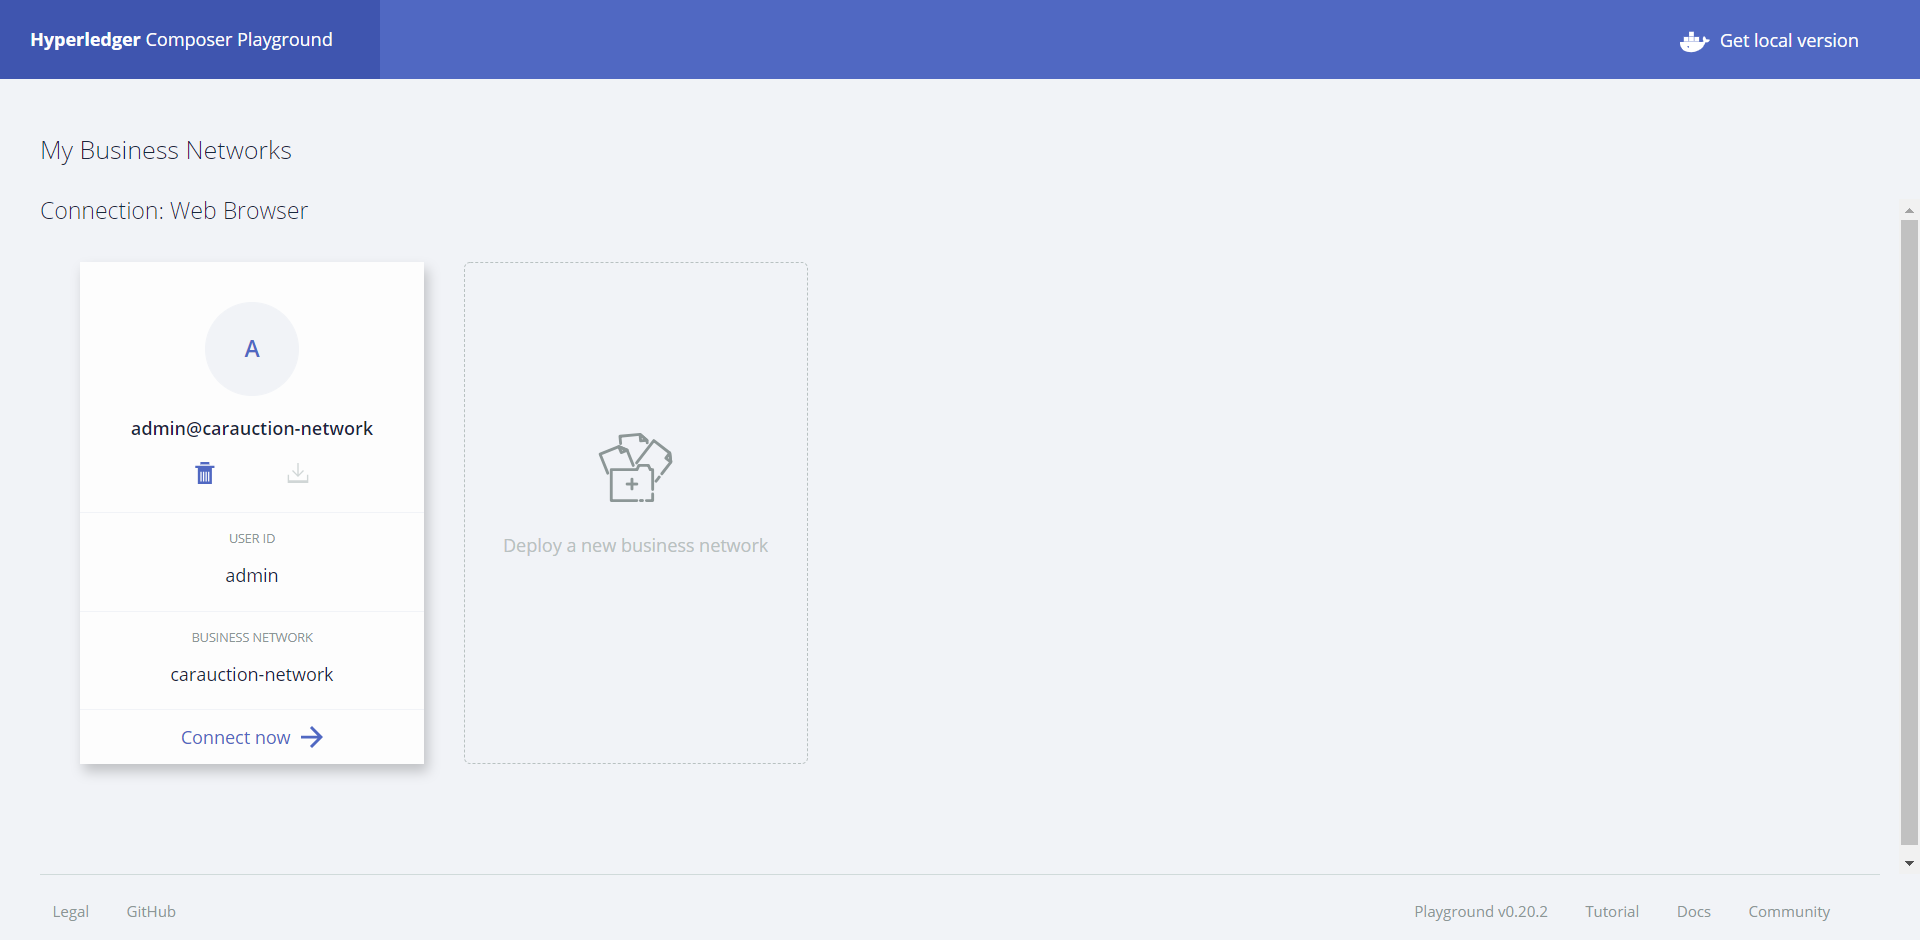 Hyperledger Composer Playground
Get local version
My Business Networks
Connection: Web Browser
A
admin@carauction-network
USER ID
admin
BUSINESS NETWORK
carauction-network
Connect now
Deploy a new business network
Legal GitHub Playground v0.20.2 Tutorial Docs Community